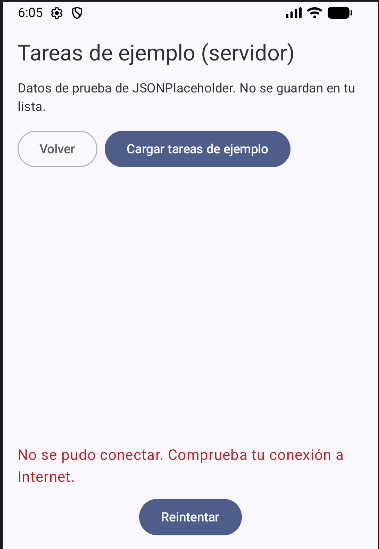 6:05
Tareas de ejemplo (servidor)
Datos de prueba de JSONPlaceholder. No se guardan en tu
lista.
Volver
Cargar tareas de ejemplo
No se pudo conectar. Comprueba tu conexión a
Internet.
Reintentar